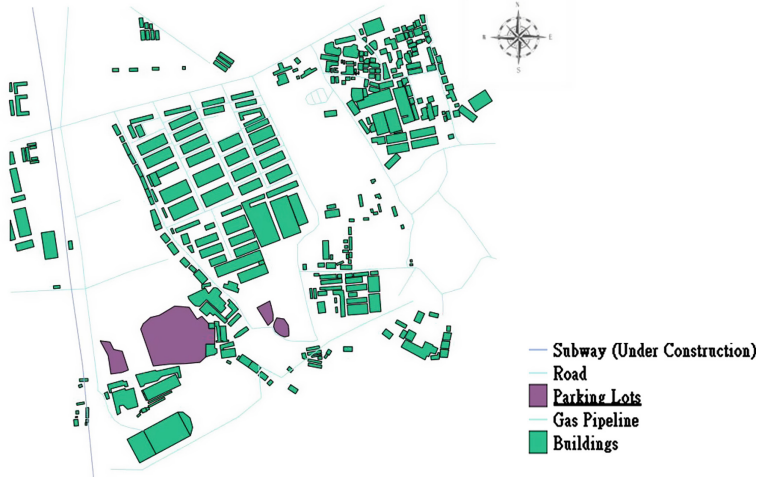 N
E
S
Subway (Under Construction)
Road
Parking Lots
Gas Pipeline
Buildings